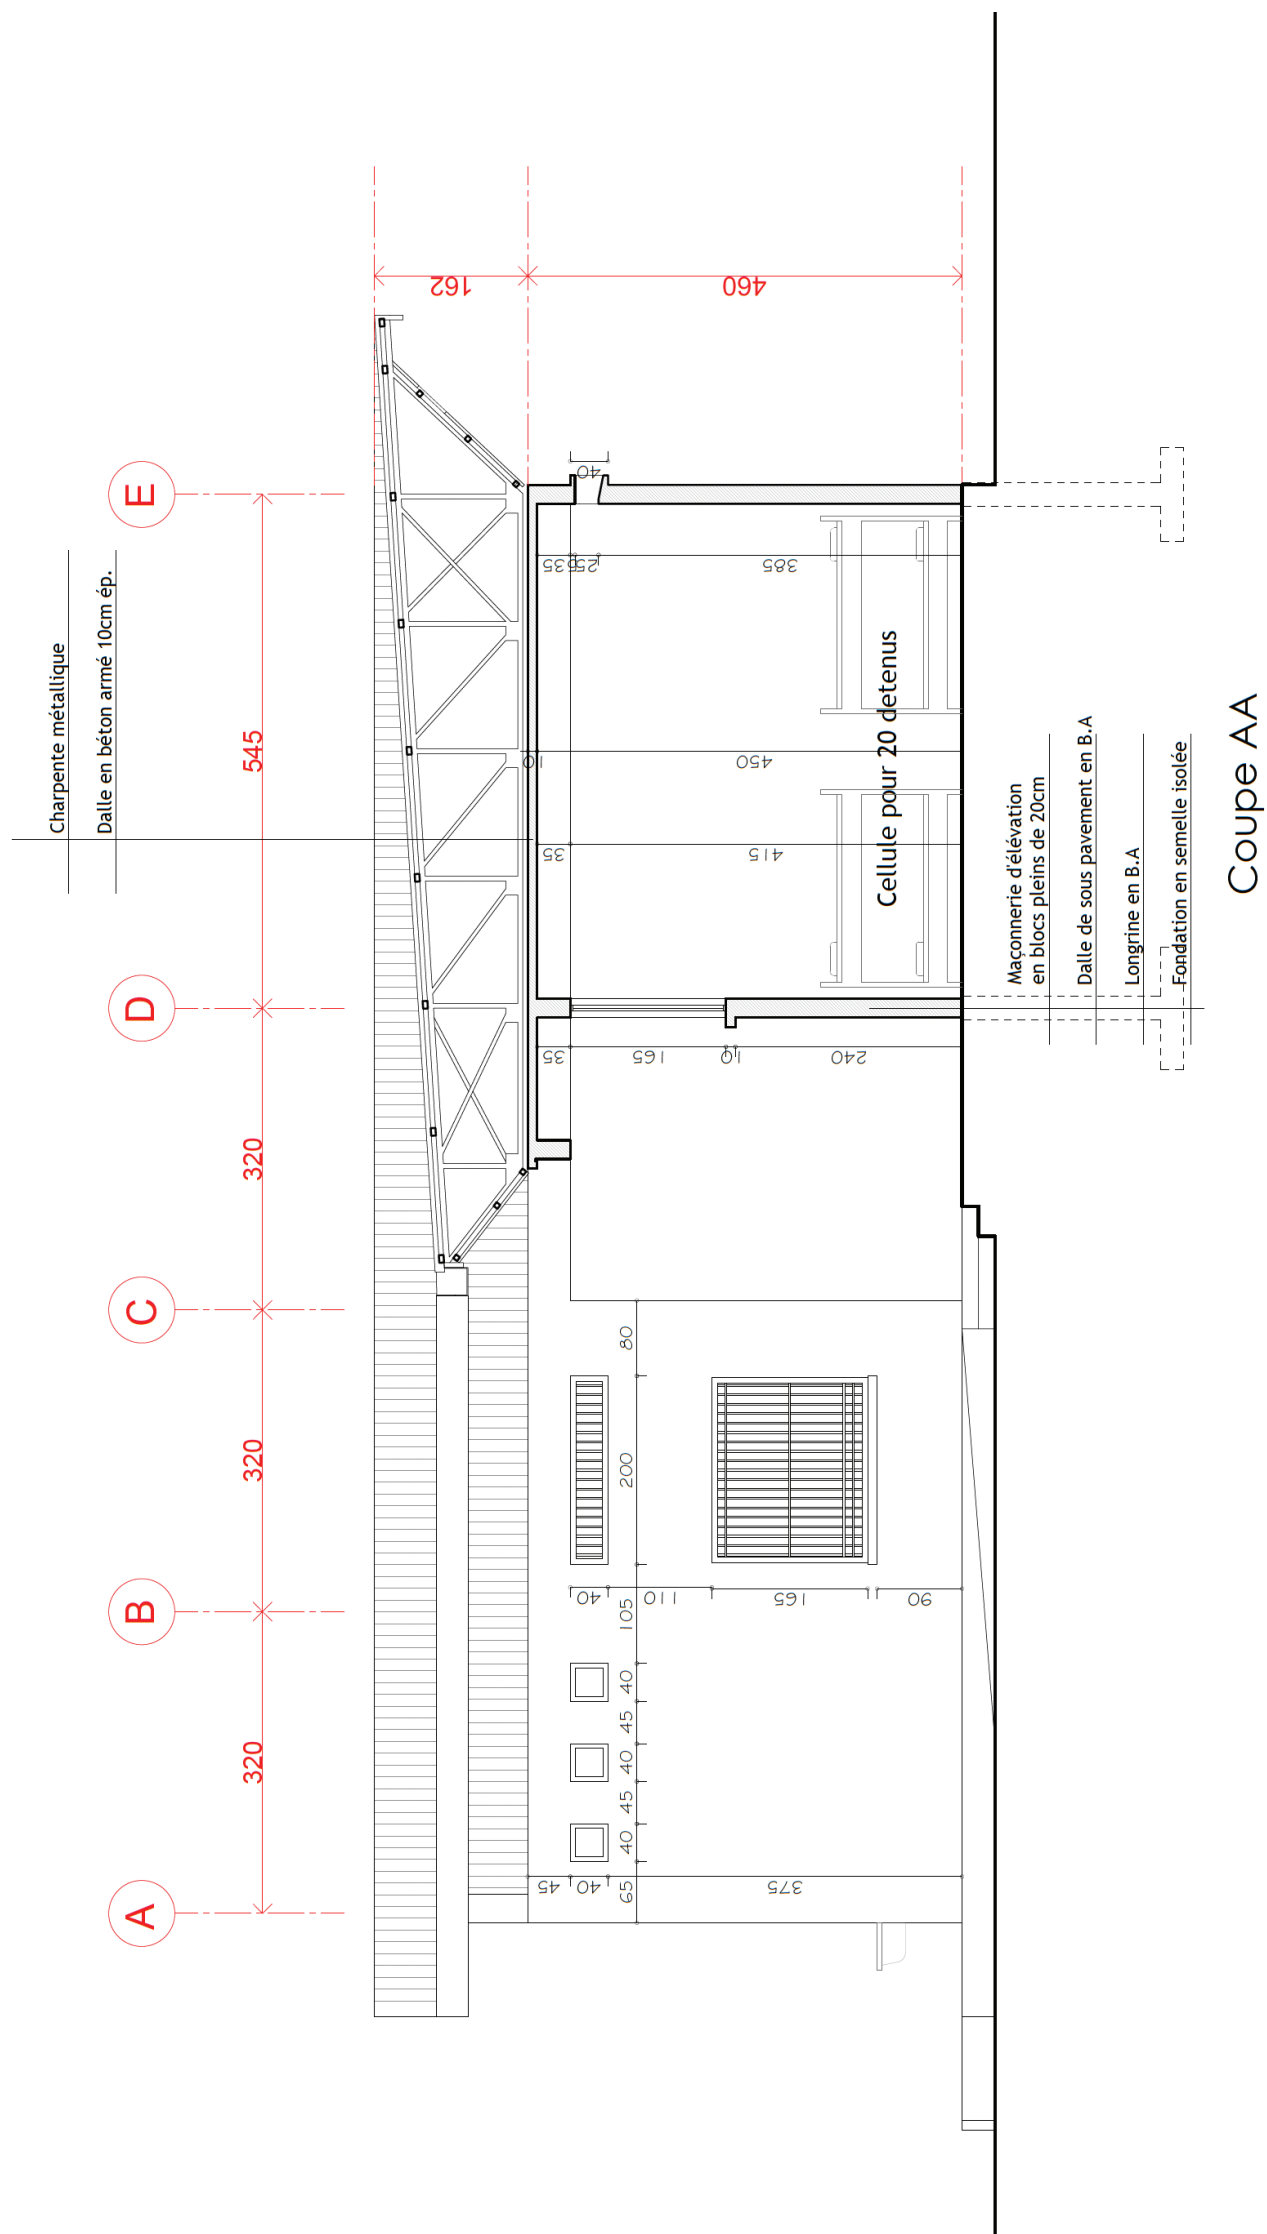 Charpente métallique
Dalle en béton armé 10cm ép.
A
B
C
D
E
320
320
320
545
162
460
40
35
5
25
385
10
450
35
415
Cellule pour 20 detenus
35
165
10
240
80
200
105
40
45
40
45
40
65
40
110
165
90
45
40
375
Maçonnerie d'élévation
en blocs pleins de 20cm
Dalle de sous pavement en B.A
Longrine en B.A
Fondation en semelle isolée
Coupe AA